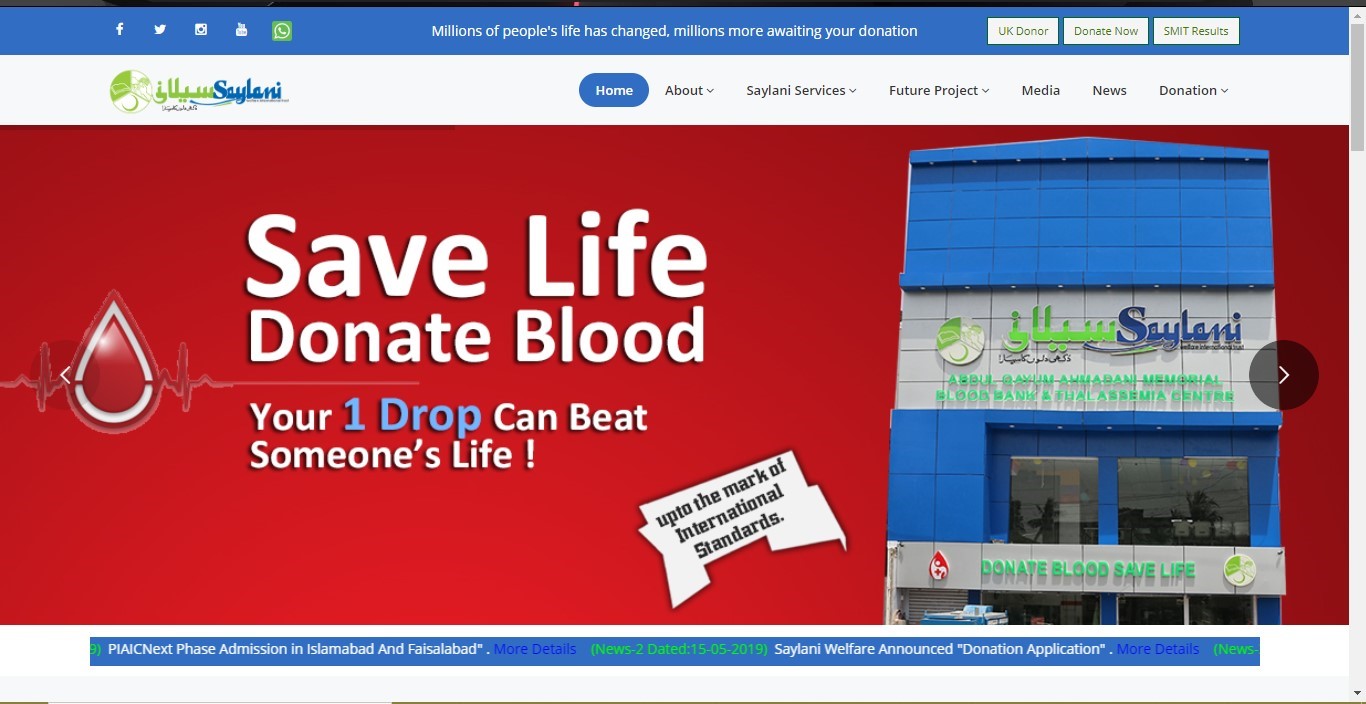 Millions of people's life has changed, millions more awaiting your donation
UK Donor
Donate Now
SMIT Results
سیلانی Saylani
Home
About
Saylani Services
Future Project
Media
News
Donation
Save Life
Donate Blood
Your 1 Drop Can Beat
Someone's Life !
upto the mark of
International
Standards.
سیلانی Saylani
welfare international trust
ABDUL QAYUM AHMADANI MEMORIAL
BLOOD BANK & THALASSEMIA CENTRE
DONATE BLOOD SAVE LIFE
9) PIAICNext Phase Admission in Islamabad And Faisalabad" . More Details (News-2 Dated:15-05-2019) Saylani Welfare Announced "Donation Application" . More Details (News-